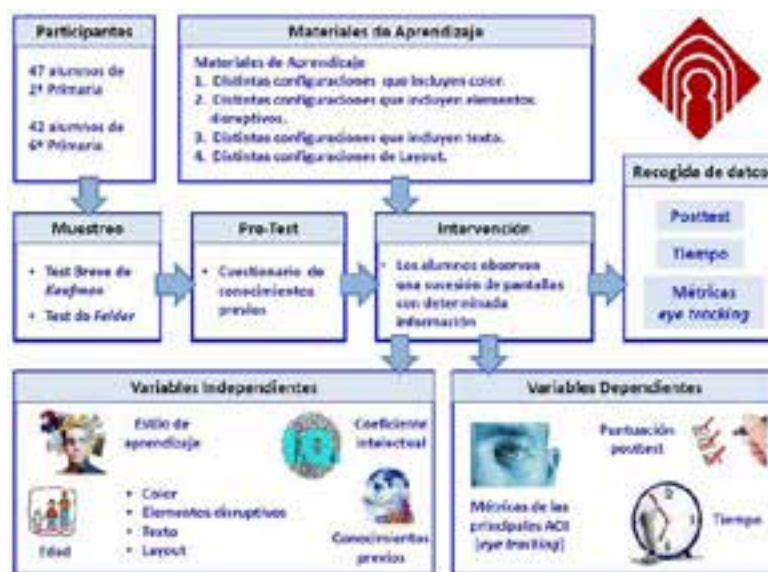 Participantes
47 alumnos de
2º Primaria
42 alumnos de
6º Primaria
Materiales de Aprendizaje
Materiales de Aprendizaje
1. Distintas configuraciones que incluyen color.
2. Distintas configuraciones que incluyen elementos
disruptivos.
3. Distintas configuraciones que incluyen texto.
4. Distintas configuraciones de Layout.
Muestreo
• Test Breve de
Kaufman
• Test de Felder
Pre-Test
• Cuestionario de
conocimientos
previos
Intervención
• Los alumnos observan
una sucesión de pantallas
con determinada
información
Recogida de datos
Posttest
Tiempo
Métricas
eye tracking
Variables Independientes
Estilo de
aprendizaje
Coeficiente
intelectual
Edad
• Color
• Elementos disruptivos
• Texto
• Layout
Conocimientos
previos
Variables Dependientes
Puntuación
posttest
Métricas de las
principales AOI
(eye tracking)
Tiempo